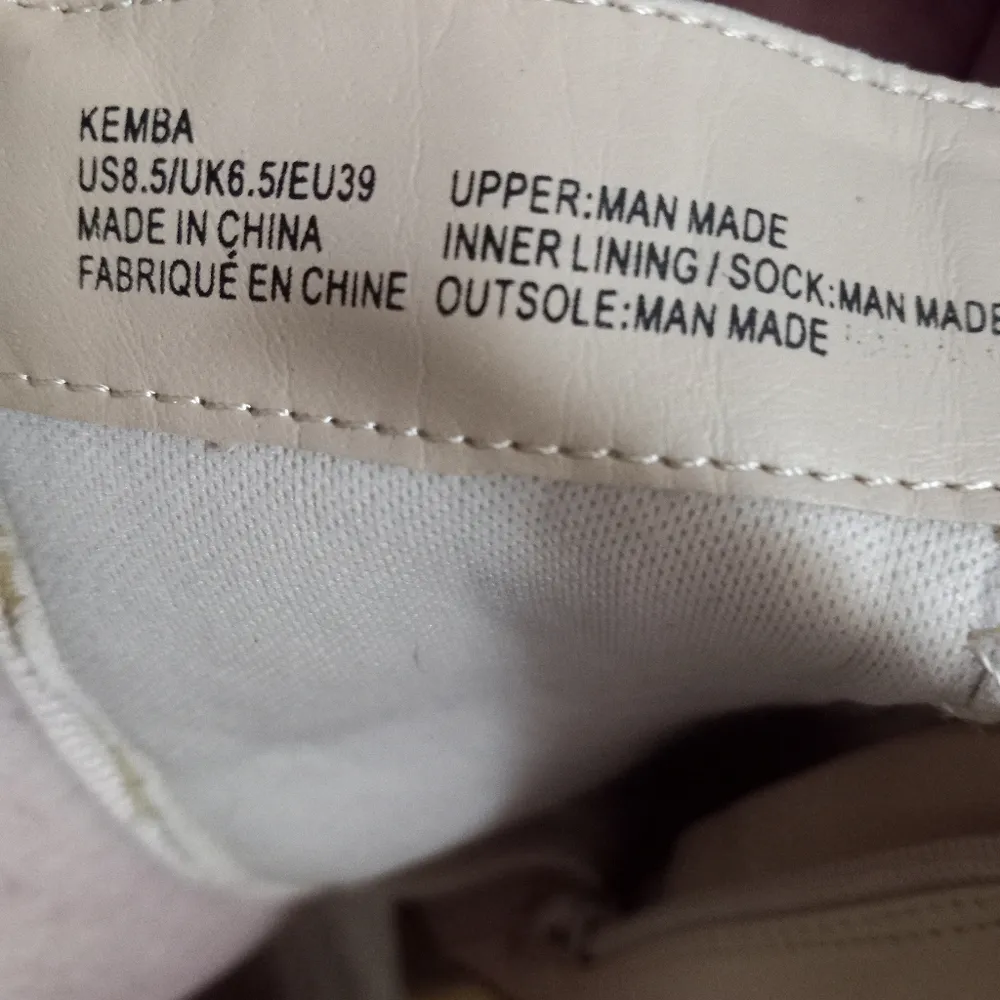 KEMBA
US8.5/UK6.5/EU39
MADE IN CHINA
FABRIQUÉ EN CHINE
UPPER:MAN MADE
INNER LINING / SOCK:MAN MADE
OUTSOLE:MAN MADE